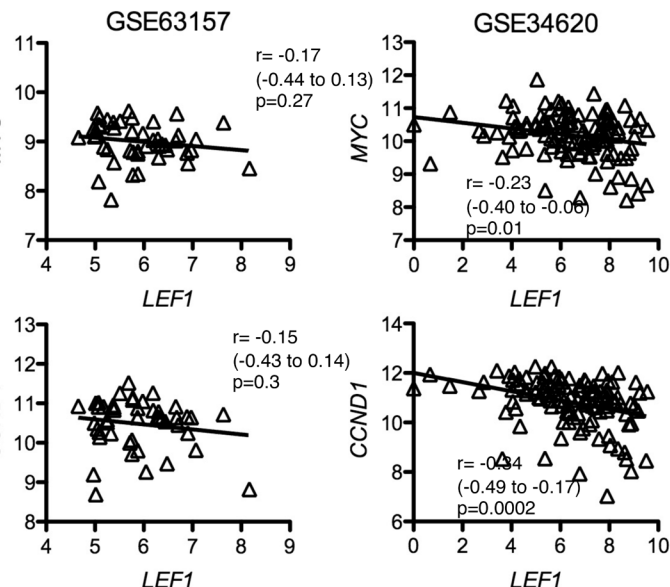 GSE63157
GSE34620
11
10
9
8
7
4
5
6
7
8
9
LEF1
r= -0.17
(-0.44 to 0.13)
p=0.27
MYC
13
12
11
10
9
8
7
0
2
4
6
8
10
LEF1
r= -0.23
(-0.40 to -0.06)
p=0.01
13
12
11
10
9
8
4
5
6
7
8
9
LEF1
r= -0.15
(-0.43 to 0.14)
p=0.3
CCND1
14
12
10
8
6
0
2
4
6
8
10
LEF1
r= -0.34
(-0.49 to -0.17)
p=0.0002